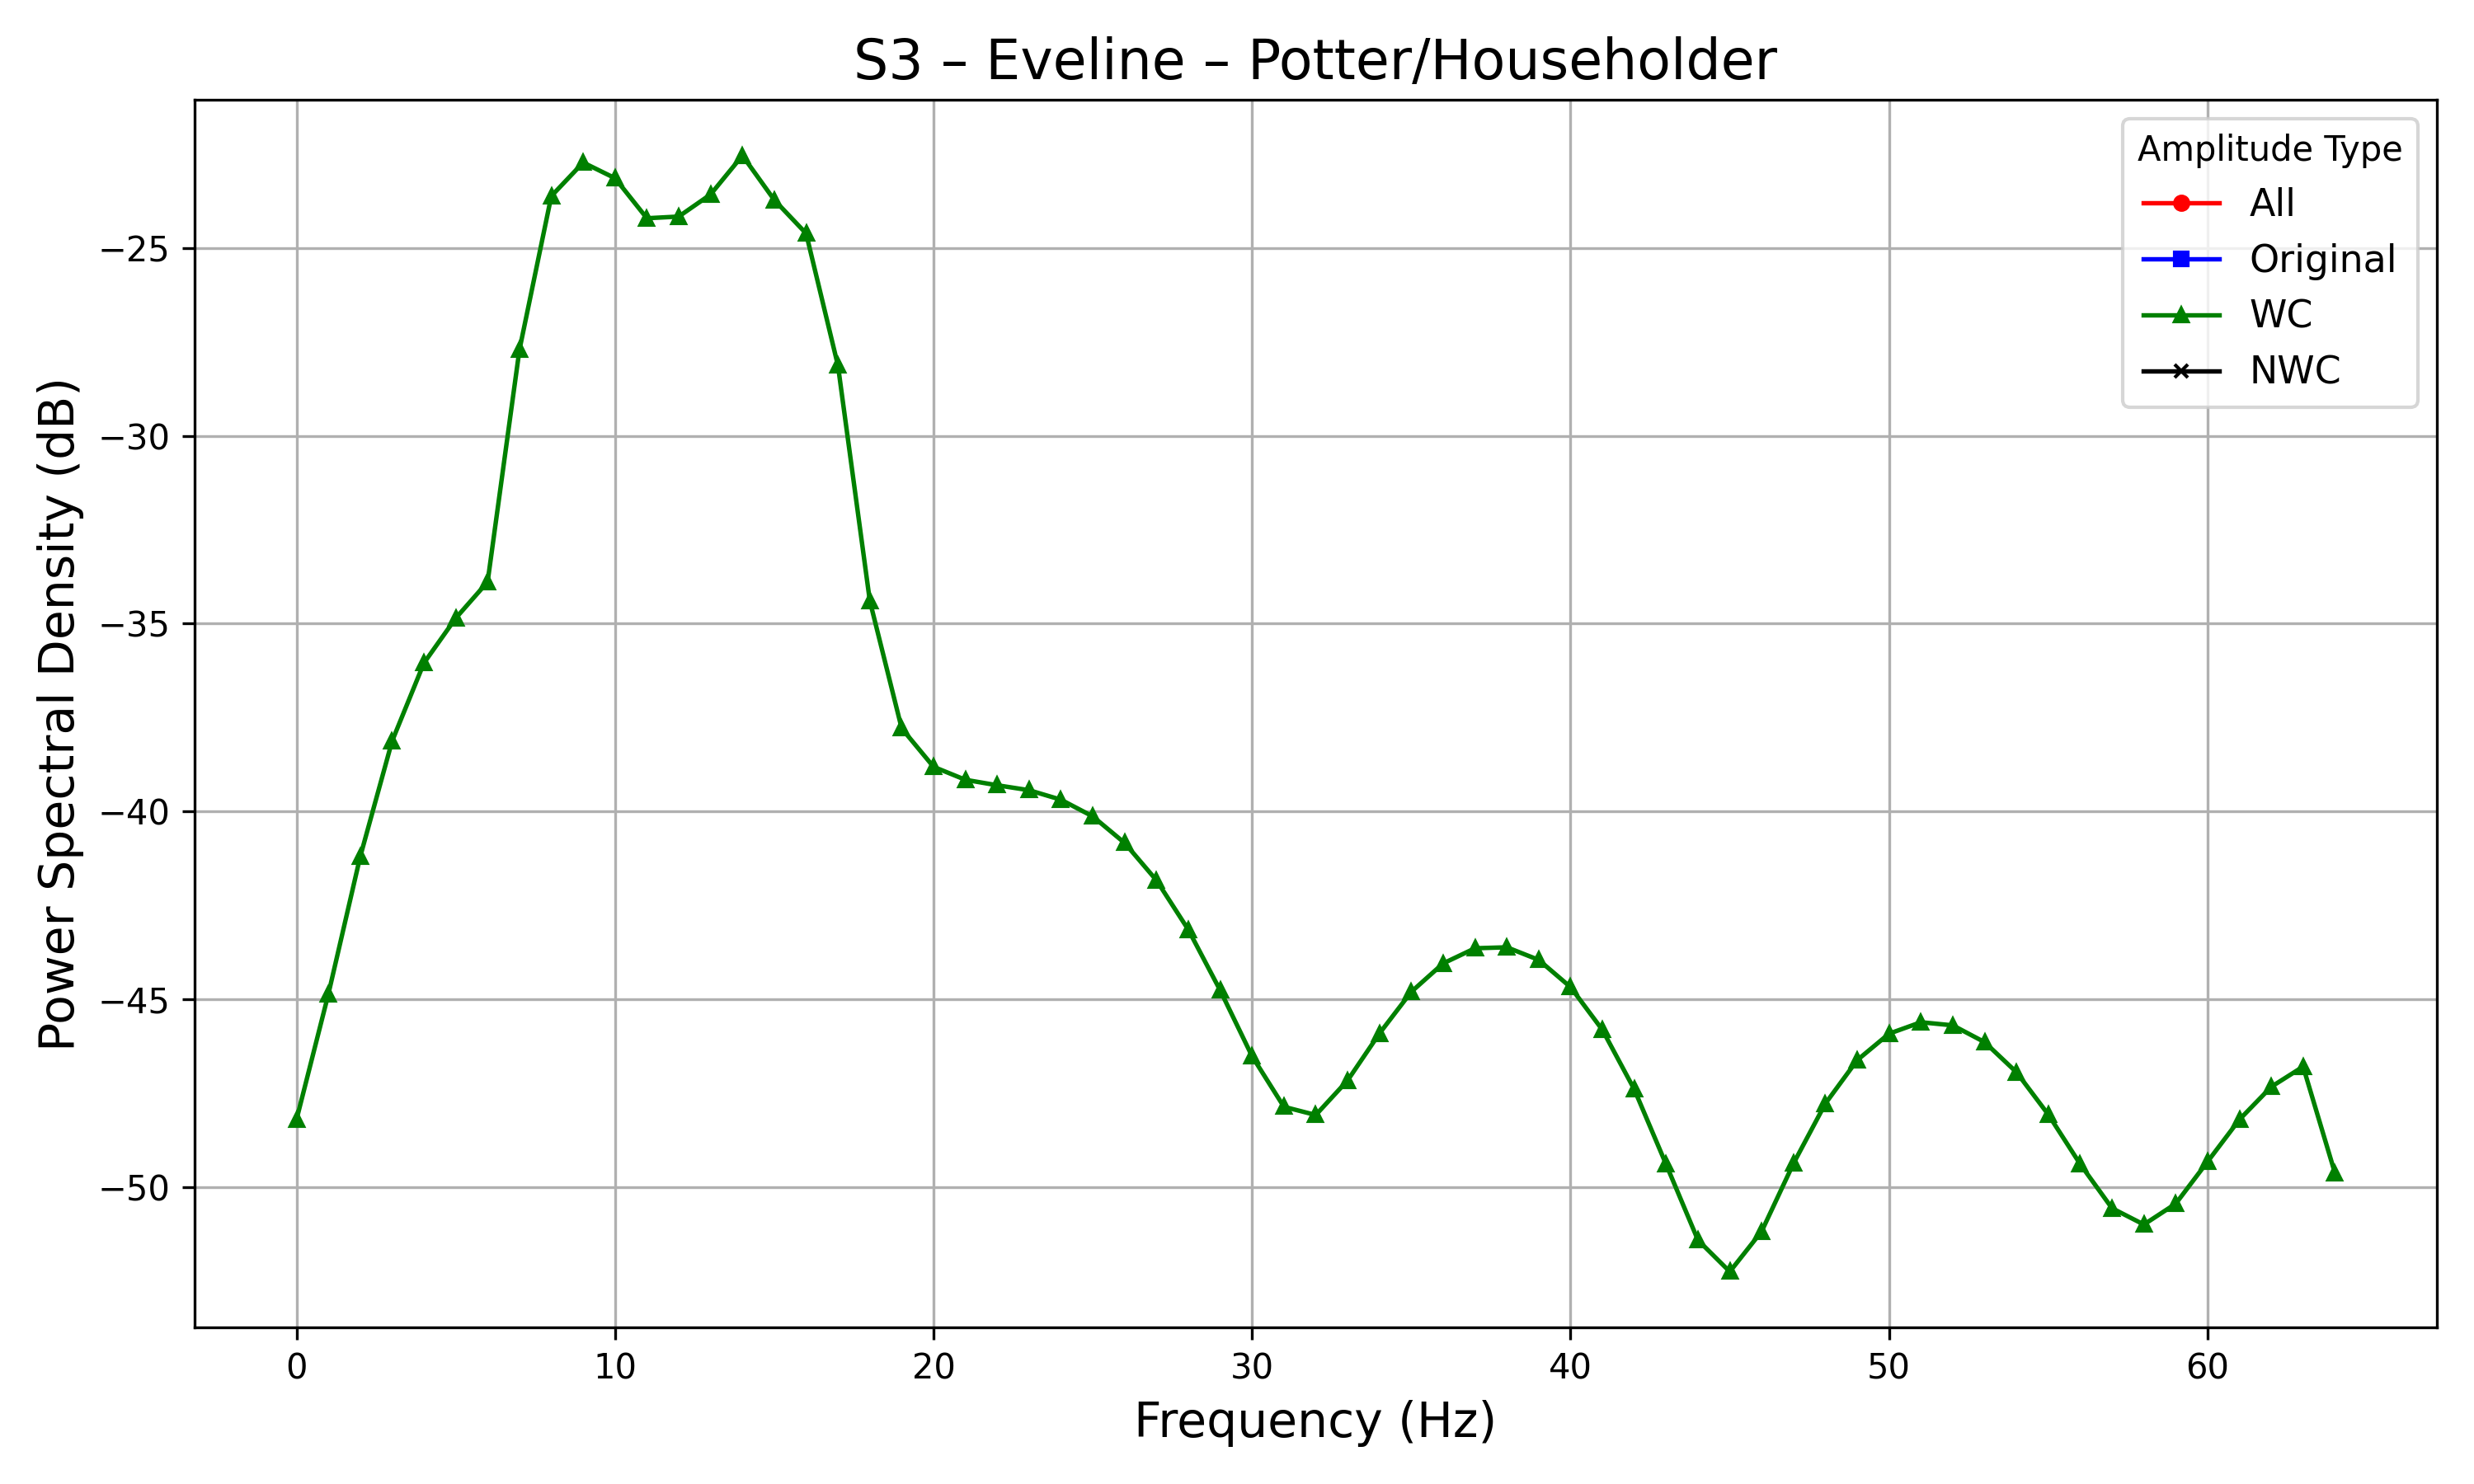 S3 – Eveline – Potter/Householder
Amplitude Type
All
Original
WC
NWC
Power Spectral Density (dB)
−25
−30
−35
−40
−45
−50
0 10 20 30 40 50 60
Frequency (Hz)